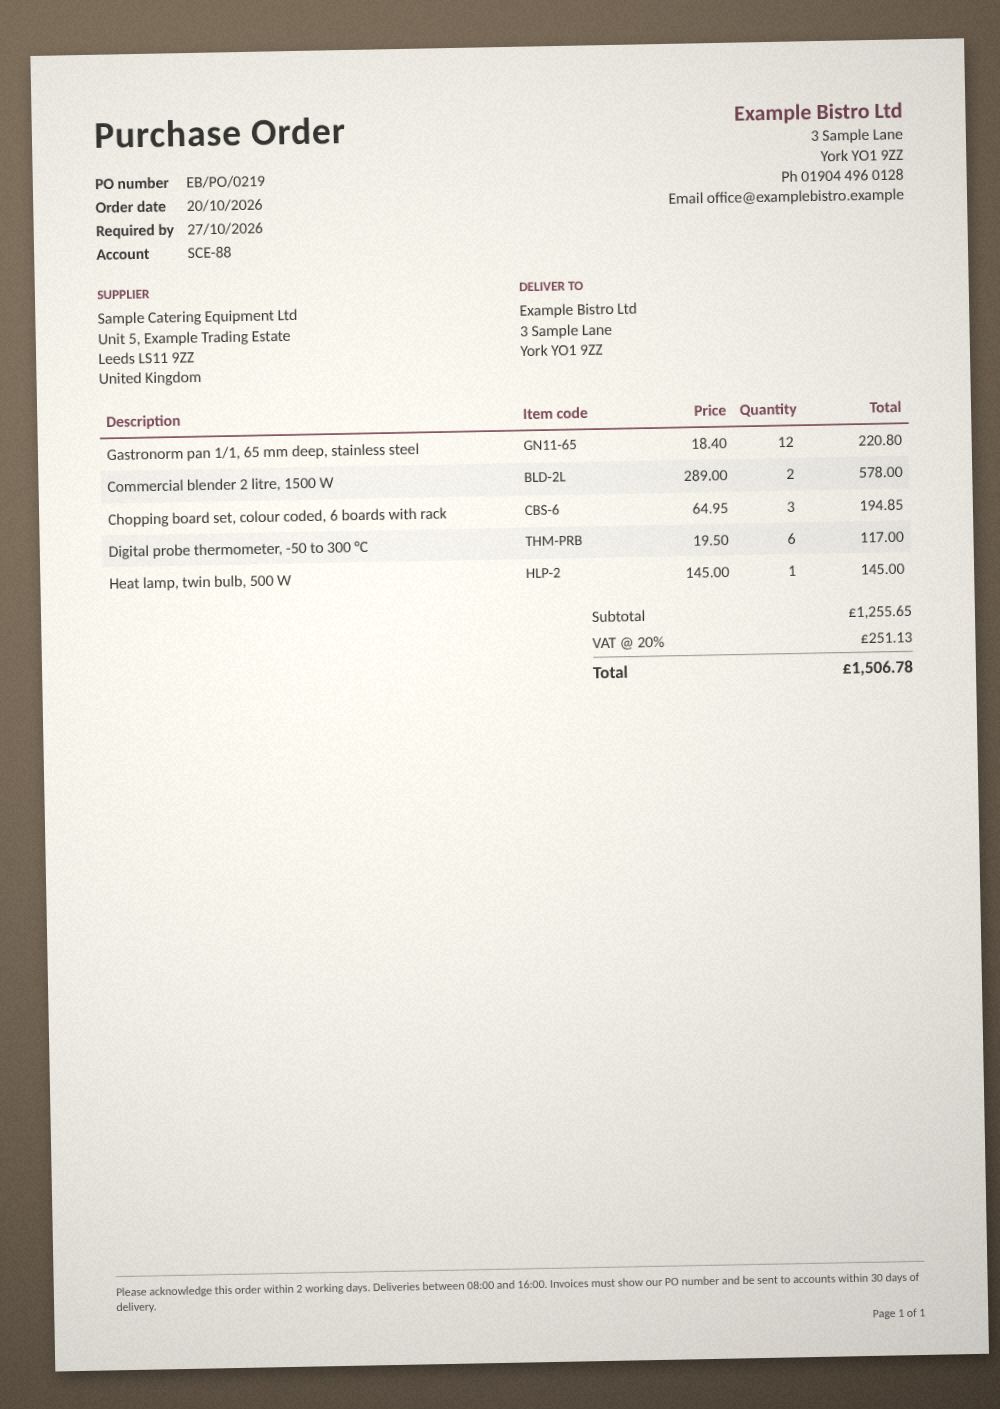 Purchase Order
PO number EB/PO/0219
Order date 20/10/2026
Required by 27/10/2026
Account SCE-88
Example Bistro Ltd
3 Sample Lane
York YO1 9ZZ
Ph 01904 496 0128
Email office@examplebistro.example
SUPPLIER
Sample Catering Equipment Ltd
Unit 5, Example Trading Estate
Leeds LS11 9ZZ
United Kingdom
DELIVER TO
Example Bistro Ltd
3 Sample Lane
York YO1 9ZZ
Description Item code Price Quantity Total
Gastronorm pan 1/1, 65 mm deep, stainless steel GN11-65 18.40 12 220.80
Commercial blender 2 litre, 1500 W BLD-2L 289.00 2 578.00
Chopping board set, colour coded, 6 boards with rack CBS-6 64.95 3 194.85
Digital probe thermometer, -50 to 300 °C THM-PRB 19.50 6 117.00
Heat lamp, twin bulb, 500 W HLP-2 145.00 1 145.00
Subtotal £1,255.65
VAT @ 20% £251.13
Total £1,506.78
Please acknowledge this order within 2 working days. Deliveries between 08:00 and 16:00. Invoices must show our PO number and be sent to accounts within 30 days of
delivery.
Page 1 of 1